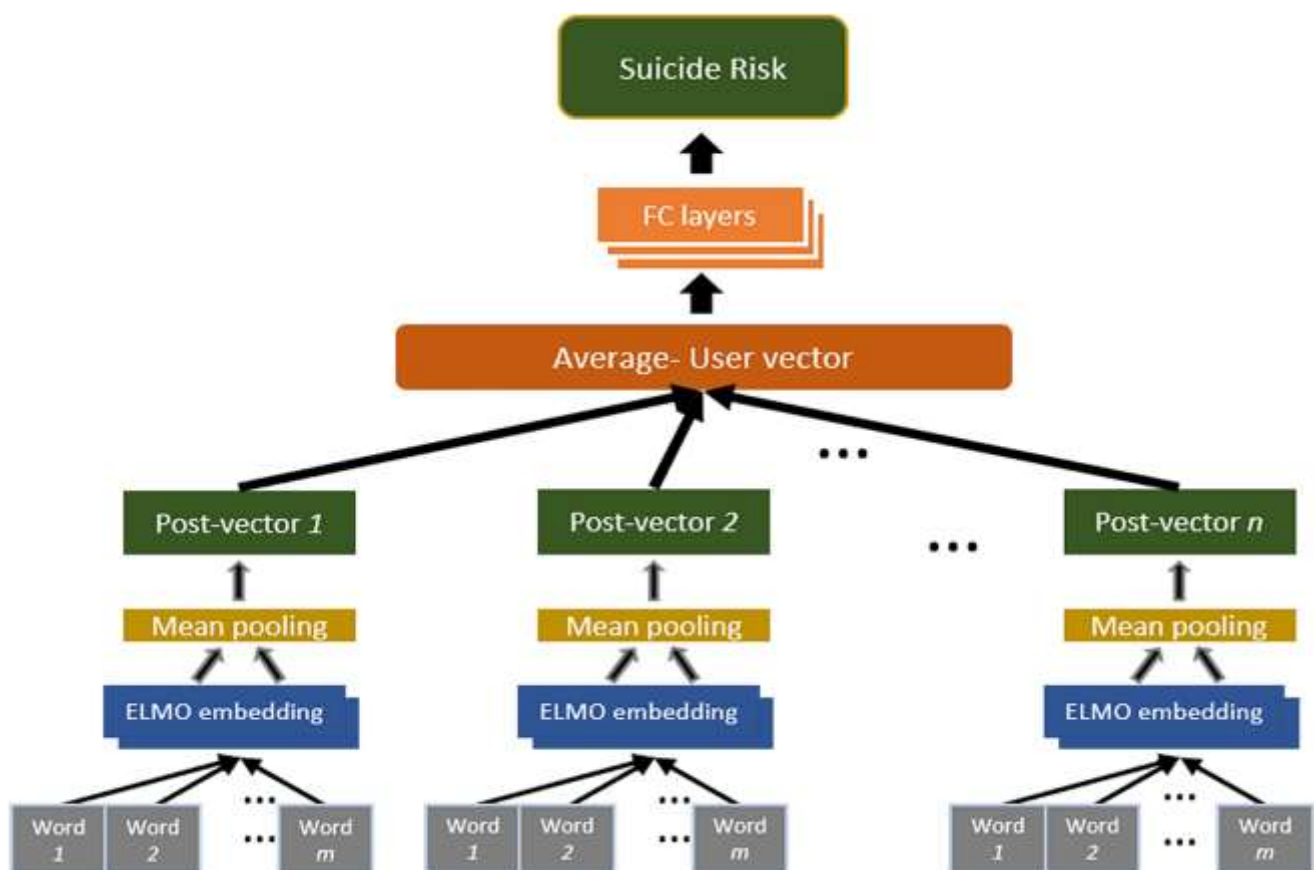 Suicide Risk
FC layers
Average- User vector
...
Post-vector 1
Post-vector 2
...
Post-vector n
Mean pooling
Mean pooling
Mean pooling
ELMO embedding
ELMO embedding
ELMO embedding
... ... ...
Word 1
Word 2
...
Word m
Word 1
Word 2
...
Word m
Word 1
Word 2
...
Word m